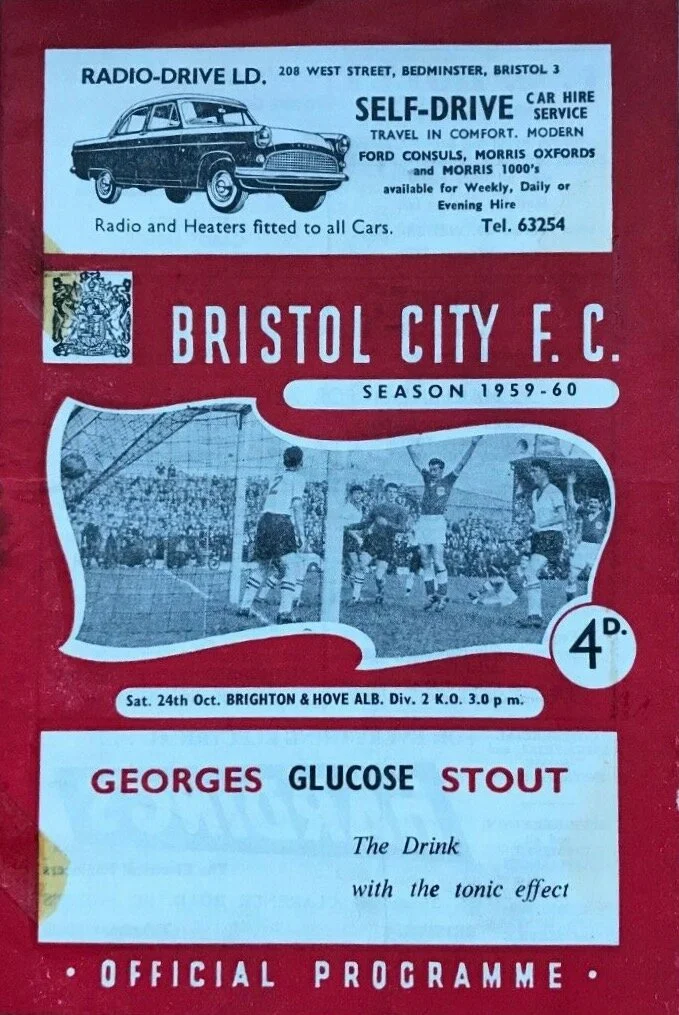 RADIO-DRIVE LD. 208 WEST STREET, BEDMINSTER, BRISTOL 3
SELF-DRIVE CAR HIRE SERVICE
TRAVEL IN COMFORT. MODERN
FORD CONSULS, MORRIS OXFORDS
and MORRIS 1000's
available for Weekly, Daily or
Evening Hire
Radio and Heaters fitted to all Cars. Tel. 63254
BRISTOL CITY F. C.
SEASON 1959-60
2
4D.
Sat. 24th Oct. BRIGHTON & HOVE ALB. Div. 2 K.O. 3.0 p m.
GEORGES GLUCOSE STOUT
The Drink
with the tonic effect
• OFFICIAL PROGRAMME •